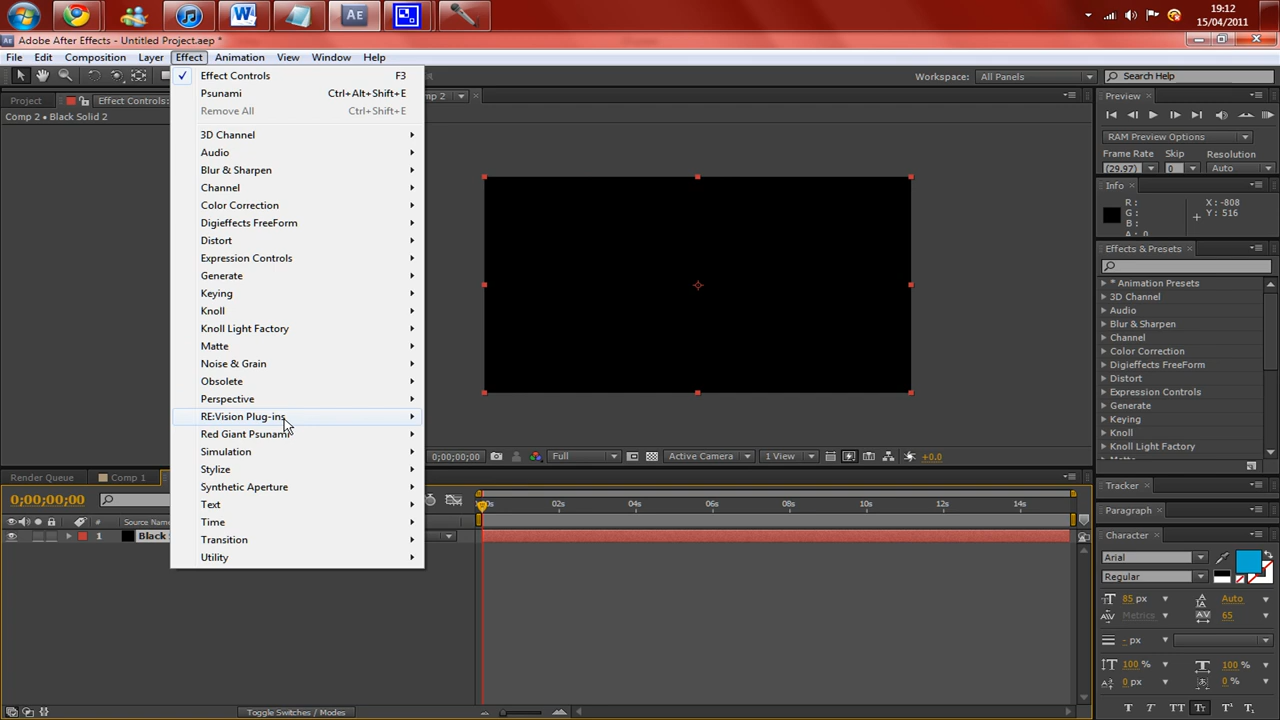 19:12
15/04/2011
Adobe After Effects - Untitled Project.aep *
File Edit Composition Layer Effect Animation View Window Help
Workspace: All Panels
Search Help
Project
Effect Controls:
Comp 2 • Black Solid 2
Effect Controls F3
Psunami Ctrl+Alt+Shift+E
Remove All Ctrl+Shift+E
3D Channel
Audio
Blur & Sharpen
Channel
Color Correction
Digieffects FreeForm
Distort
Expression Controls
Generate
Keying
Knoll
Knoll Light Factory
Matte
Noise & Grain
Obsolete
Perspective
RE:Vision Plug-ins
Red Giant Psunami
Simulation
Stylize
Synthetic Aperture
Text
Time
Transition
Utility
mp 2
0;00;00;00
Full
Active Camera
1 View
+0.0
Preview
RAM Preview Options
Frame Rate Skip Resolution
(29.97) 0 Auto
Info
R :
G :
B :
A : 0
X : -808
Y : 516
Effects & Presets
* Animation Presets
3D Channel
Audio
Blur & Sharpen
Channel
Color Correction
Digieffects FreeForm
Distort
Expression Controls
Generate
Keying
Knoll
Knoll Light Factory
Tracker
Paragraph
Character
Arial
Regular
85 px
Auto
Metrics
65
- px
100 %
100 %
0 px
0 %
T T TT Tt
Render Queue
Comp 1
0;00;00;00
# Source Name
1 Black
0s 02s 04s 06s 08s 10s 12s 14s
Toggle Switches / Modes